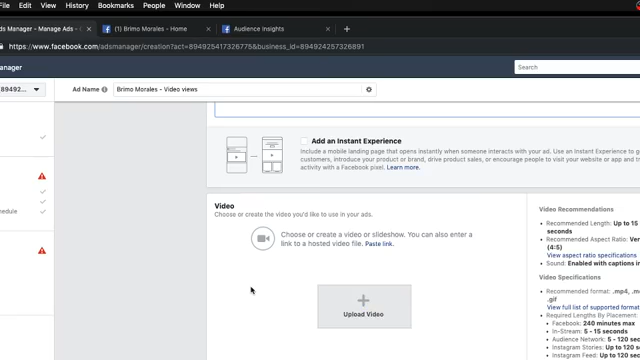 File Edit View History Bookmarks People Window Help
Ads Manager - Manage Ads - C
(1) Brimo Morales - Home
Audience Insights
https://www.facebook.com/adsmanager/creation?act=894925417326775&business_id=894924257326891
Search
89492...
Ad Name
Brimo Morales - Video views
Add an Instant Experience
Include a mobile landing page that opens instantly when someone interacts with your ad. Use an Instant Experience to
customers, introduce your product or brand, drive product sales, or encourage people to visit your website or app and
activity with a Facebook pixel. Learn more.
Video
Choose or create the video you'd like to use in your ads.
Choose or create a video or slideshow. You can also enter a
link to a hosted video file. Paste link.
Upload Video
Video Recommendations
• Recommended Length: Up to 15
seconds
• Recommended Aspect Ratio: Ver
(4:5)
View aspect ratio specifications
• Sound: Enabled with captions in
Video Specifications
• Recommended format: .mp4, .m
.gif
View full list of supported format
• Required Lengths By Placement:
• Facebook: 240 minutes max
• In-Stream: 5 - 15 seconds
• Audience Network: 5 - 120 sec
• Instagram Stories: Up to 120
• Instagram Feed: Up to 120 sec